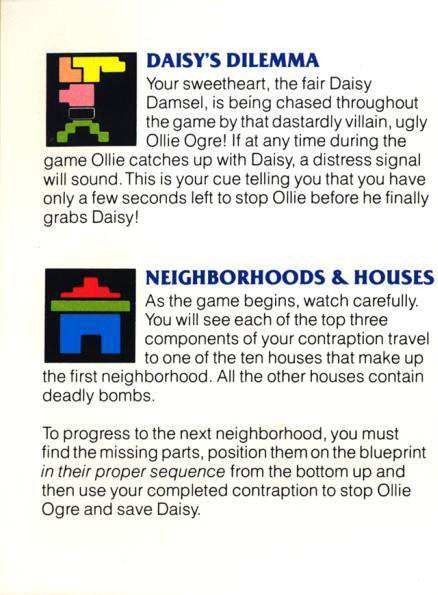 DAISY'S DILEMMA
Your sweetheart, the fair Daisy
Damsel, is being chased throughout
the game by that dastardly villain, ugly
Ollie Ogre! If at any time during the
game Ollie catches up with Daisy, a distress signal
will sound. This is your cue telling you that you have
only a few seconds left to stop Ollie before he finally
grabs Daisy!
NEIGHBORHOODS & HOUSES
As the game begins, watch carefully.
You will see each of the top three
components of your contraption travel
to one of the ten houses that make up
the first neighborhood. All the other houses contain
deadly bombs.
To progress to the next neighborhood, you must
find the missing parts, position them on the blueprint
in their proper sequence from the bottom up and
then use your completed contraption to stop Ollie
Ogre and save Daisy.